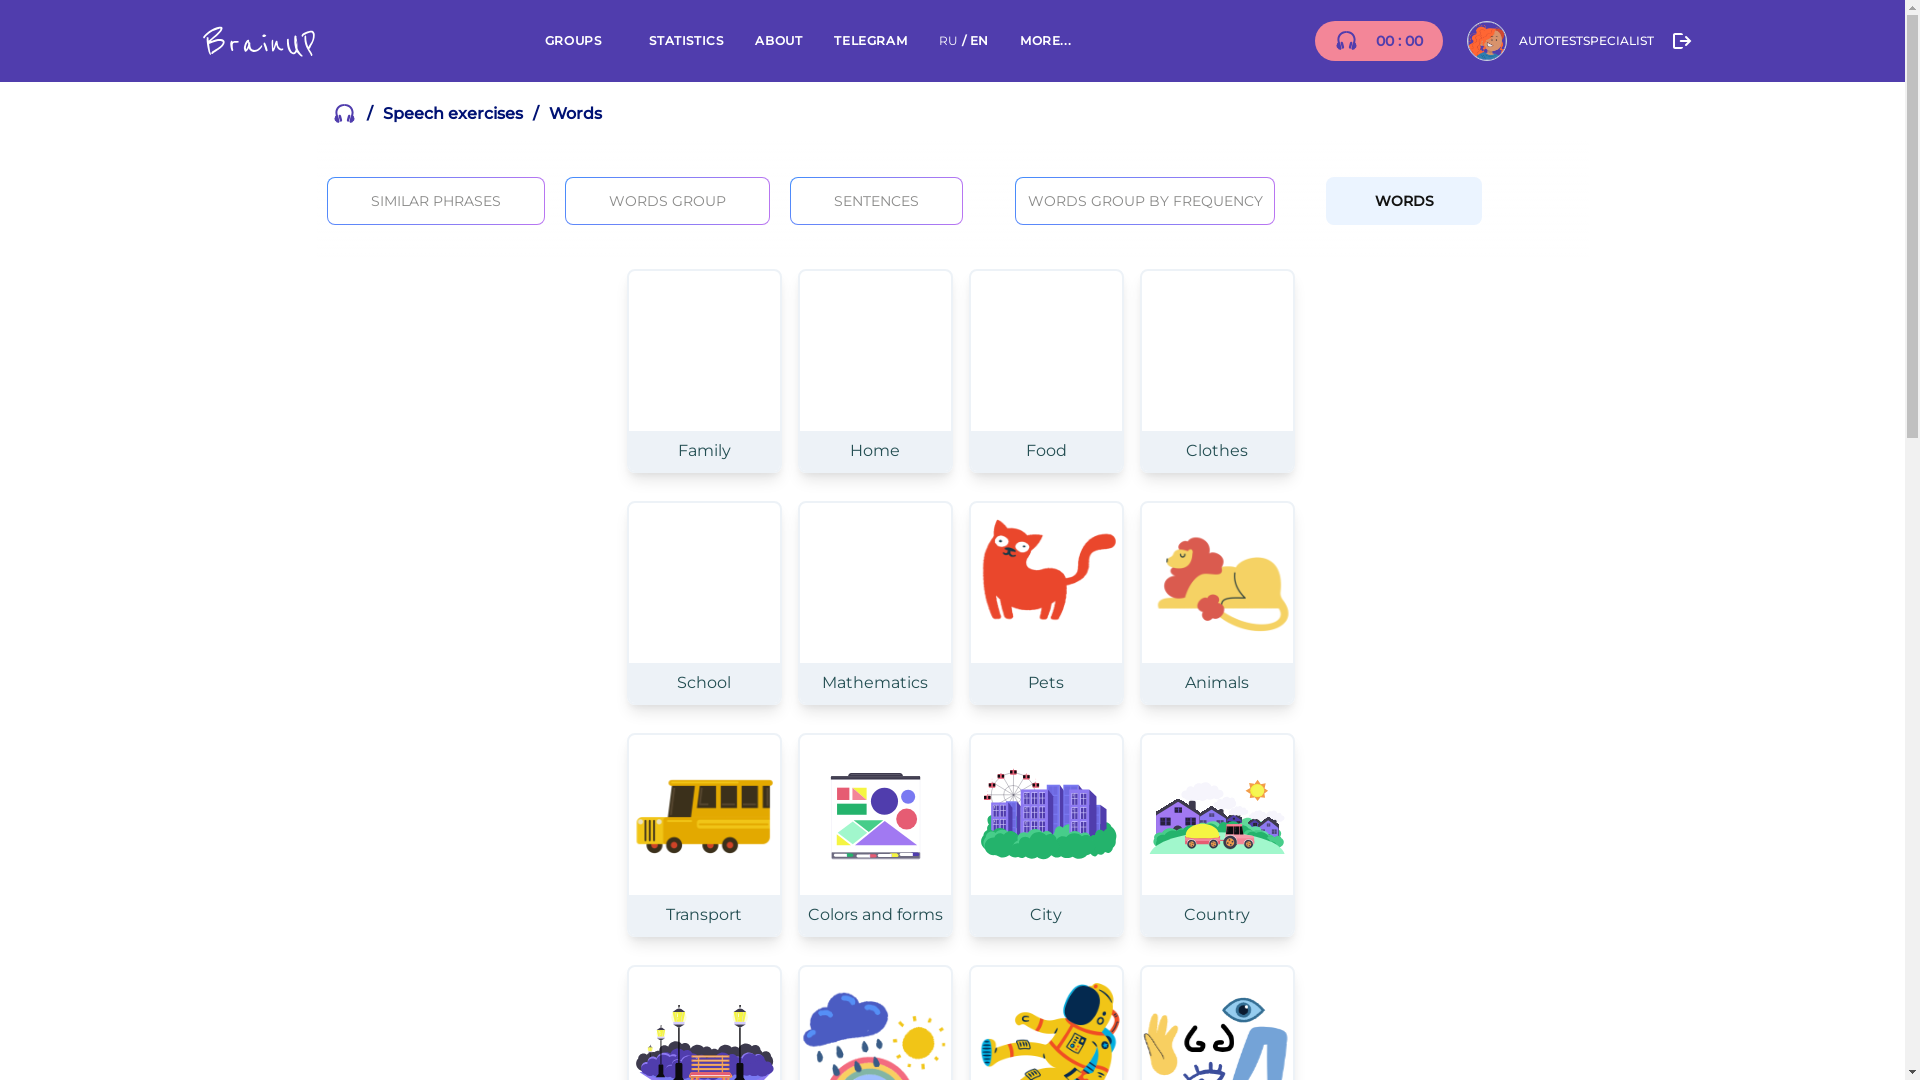 BrainUP
GROUPS STATISTICS ABOUT TELEGRAM RU / EN MORE... 00 : 00 AUTOTESTSPECIALIST
/ Speech exercises / Words
SIMILAR PHRASES WORDS GROUP SENTENCES WORDS GROUP BY FREQUENCY WORDS
Family Home Food Clothes
School Mathematics Pets Animals
Transport Colors and forms City Country